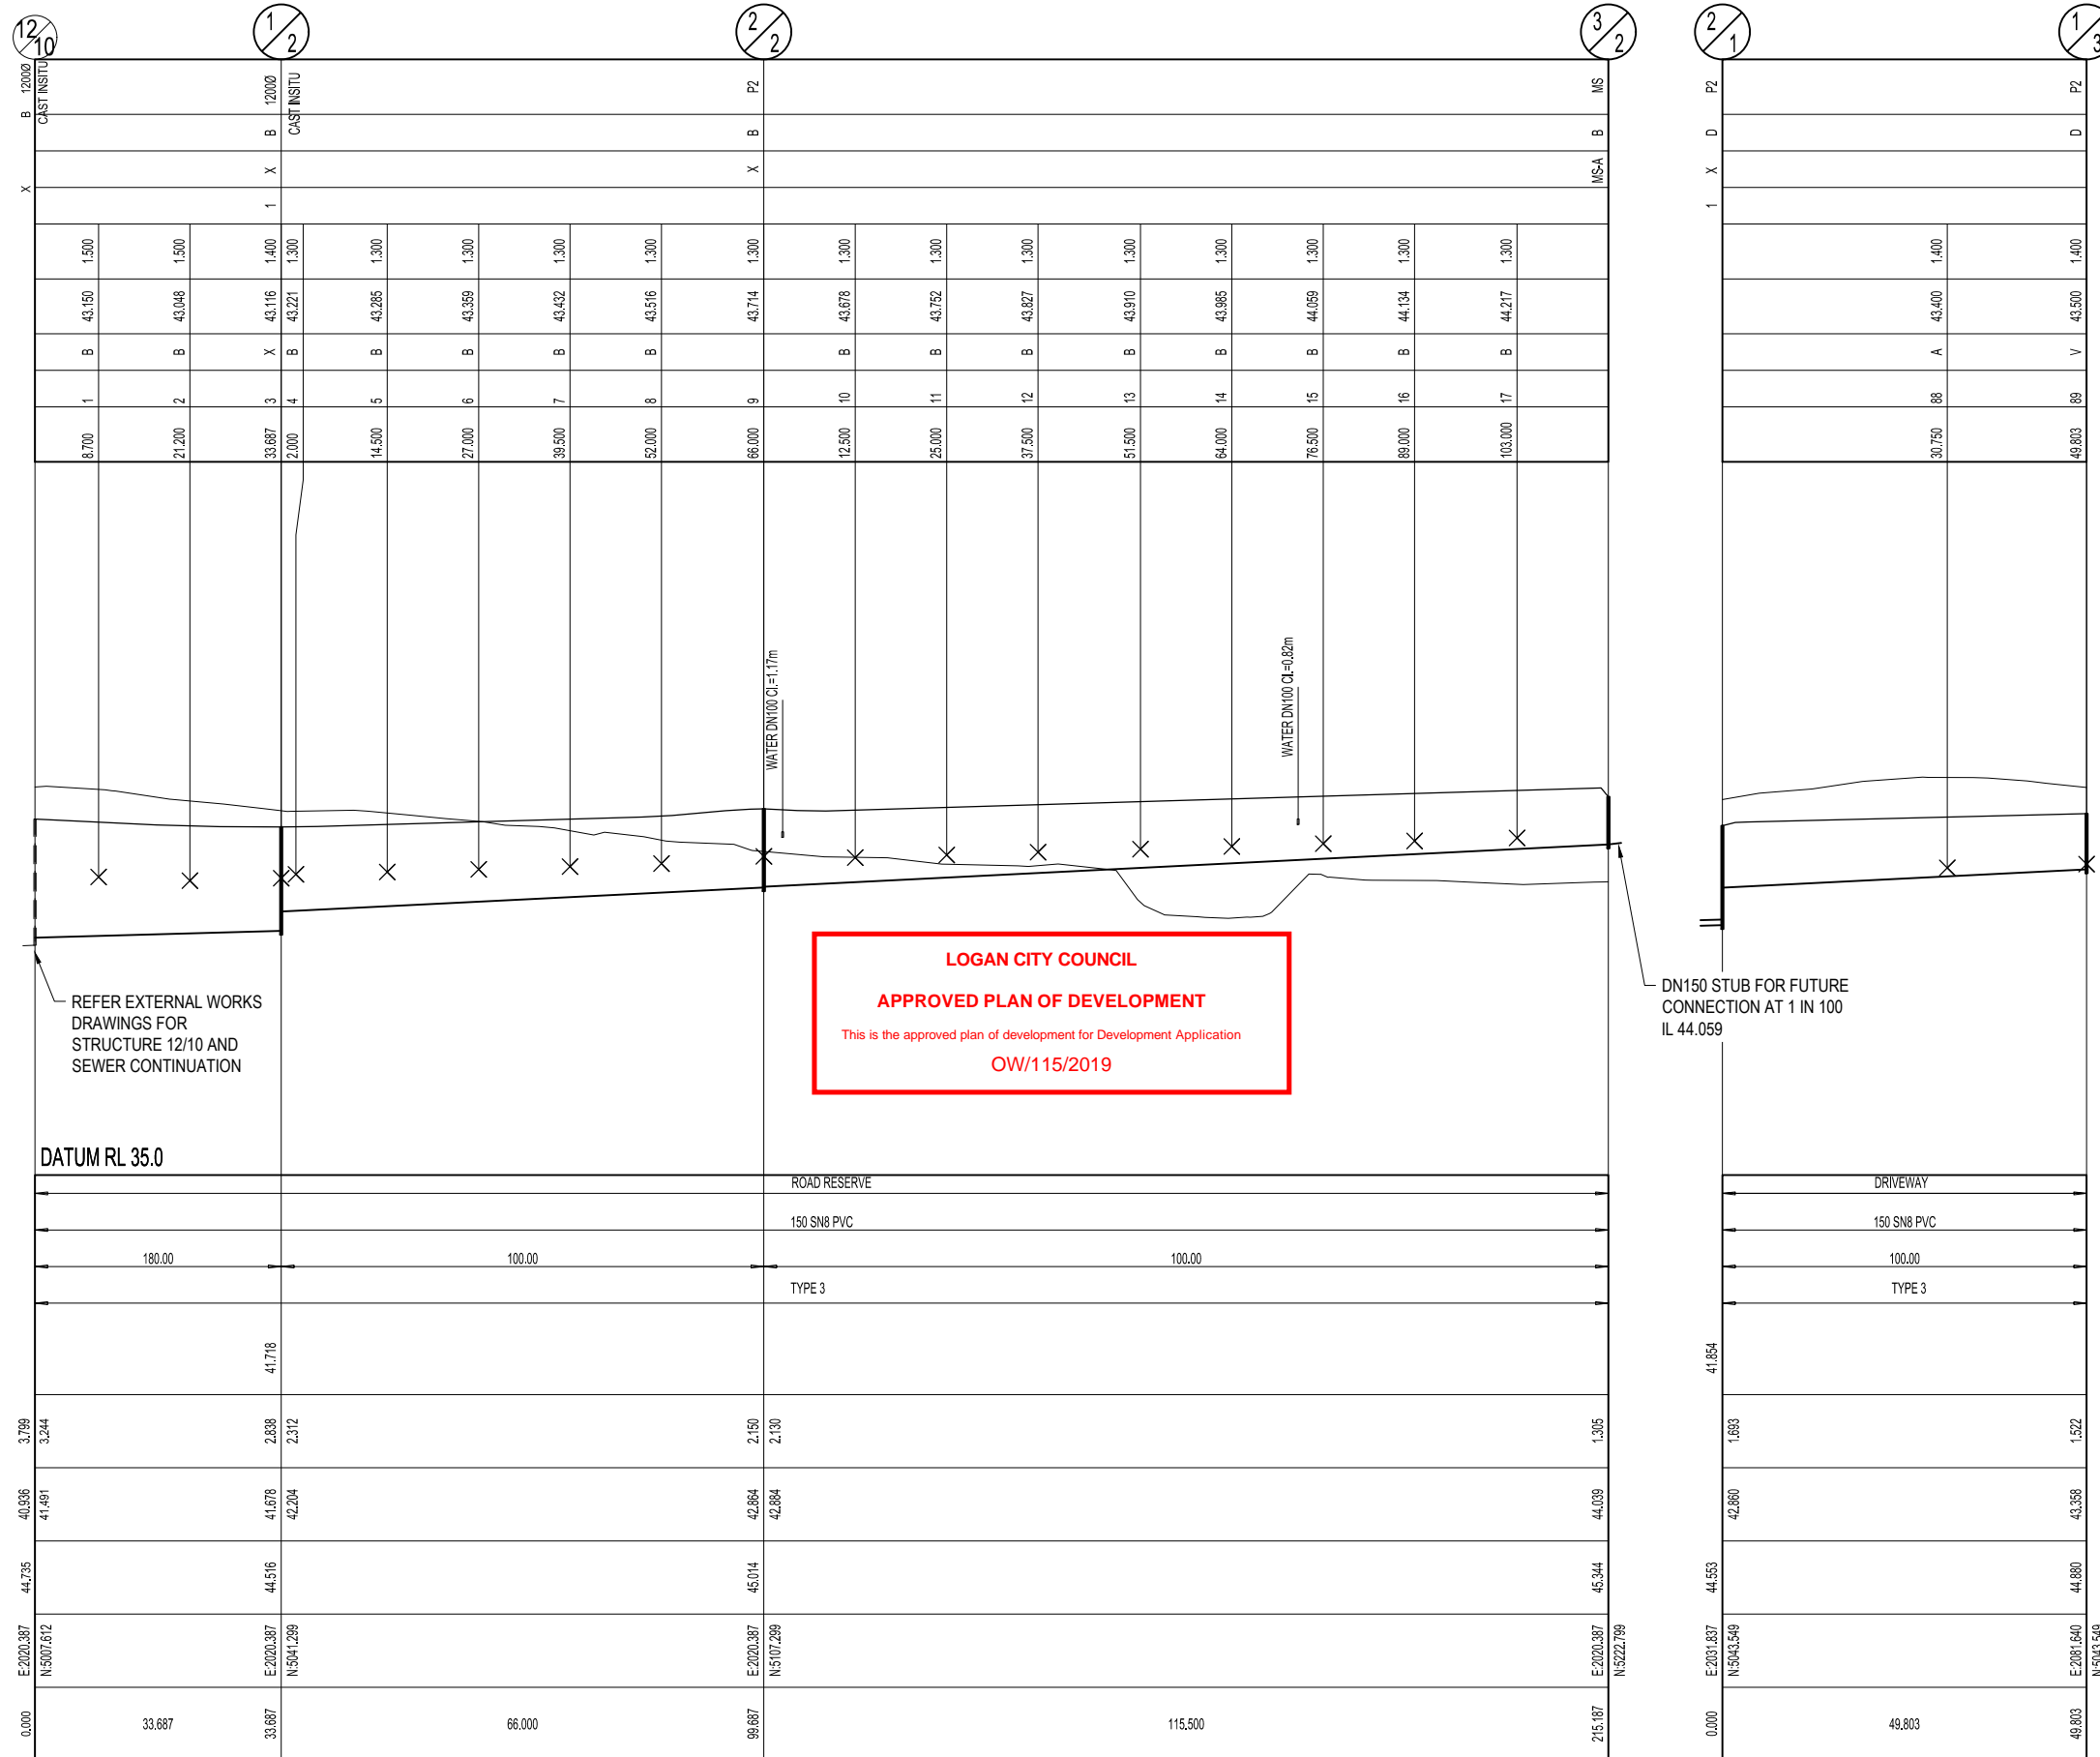 12/10
1/2
2/2
3/2
2/1
1/3
B 1200Ø
CAST INSITU
1200Ø
CAST INSITU
P2
MS
P2
P2
B
B
B
D
D
X
X
X
MS-A
X
1
1
1.500
1.500
1.400
1.300
1.300
1.300
1.300
1.300
1.300
1.300
1.300
1.300
1.300
1.300
1.300
1.300
1.300
1.400
1.400
43.150
43.048
43.116
43.221
43.285
43.359
43.432
43.516
43.714
43.678
43.752
43.827
43.910
43.985
44.059
44.134
44.217
43.400
43.500
B
B
X
B
B
B
B
B
B
B
B
B
B
B
B
B
A
V
1
2
3
4
5
6
7
8
9
10
11
12
13
14
15
16
17
88
89
8.700
21.200
33.687
2.000
14.500
27.000
39.500
52.000
66.000
12.500
25.000
37.500
51.500
64.000
76.500
89.000
103.000
30.750
49.803
WATER DN100 CL=1.17m
WATER DN100 CL=0.82m
REFER EXTERNAL WORKS
DRAWINGS FOR
STRUCTURE 12/10 AND
SEWER CONTINUATION
LOGAN CITY COUNCIL
APPROVED PLAN OF DEVELOPMENT
This is the approved plan of development for Development Application
OW/115/2019
DN150 STUB FOR FUTURE
CONNECTION AT 1 IN 100
IL 44.059
DATUM RL 35.0
ROAD RESERVE
DRIVEWAY
150 SN8 PVC
150 SN8 PVC
180.00
100.00
100.00
100.00
TYPE 3
TYPE 3
41.718
41.854
3.799
3.244
2.838
2.312
2.150
2.130
1.305
1.693
1.522
40.936
41.491
41.678
42.204
42.864
42.884
44.039
42.860
43.358
44.735
44.516
45.014
45.344
44.553
44.880
E:2020.387
N:5007.612
E:2020.387
N:5041.299
E:2020.387
N:5107.299
E:2020.387
N:5222.799
E:2031.837
N:5043.549
E:2081.640
N:5043.549
0.000
33.687
33.687
66.000
99.687
115.500
215.187
0.000
49.803
49.803